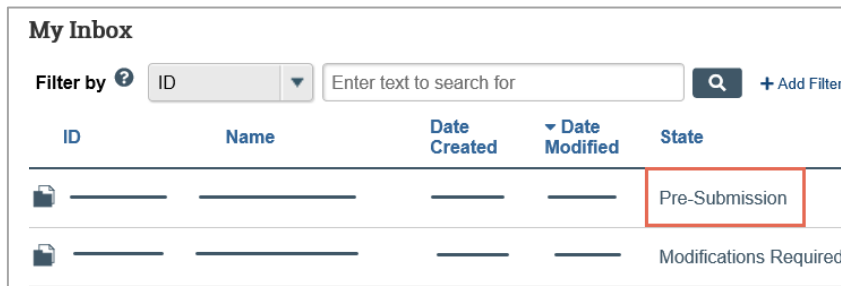 My Inbox
Filter by ? ID Enter text to search for + Add Filter
ID Name Date Created Date Modified State
Pre-Submission
Modifications Required